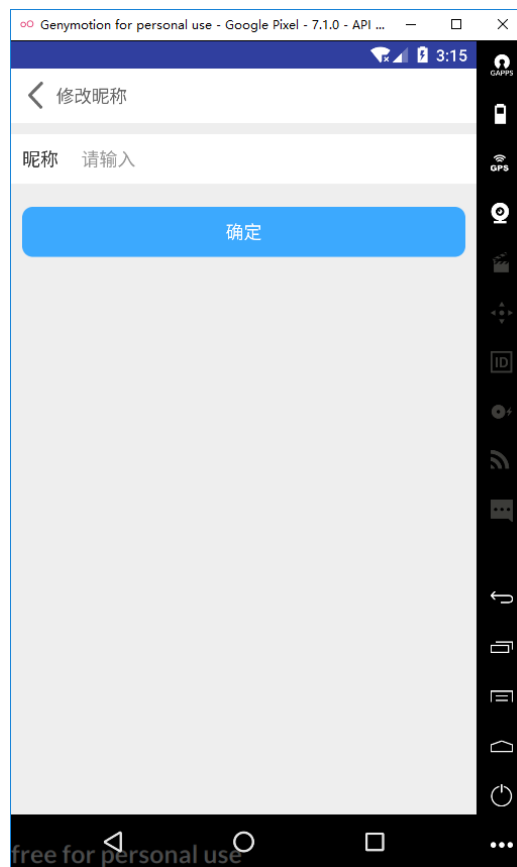 Genymotion for personal use - Google Pixel - 7.1.0 - API ...
3:15
GAPPS
修改昵称
GPS
昵称 请输入
确定
ID
free for personal use